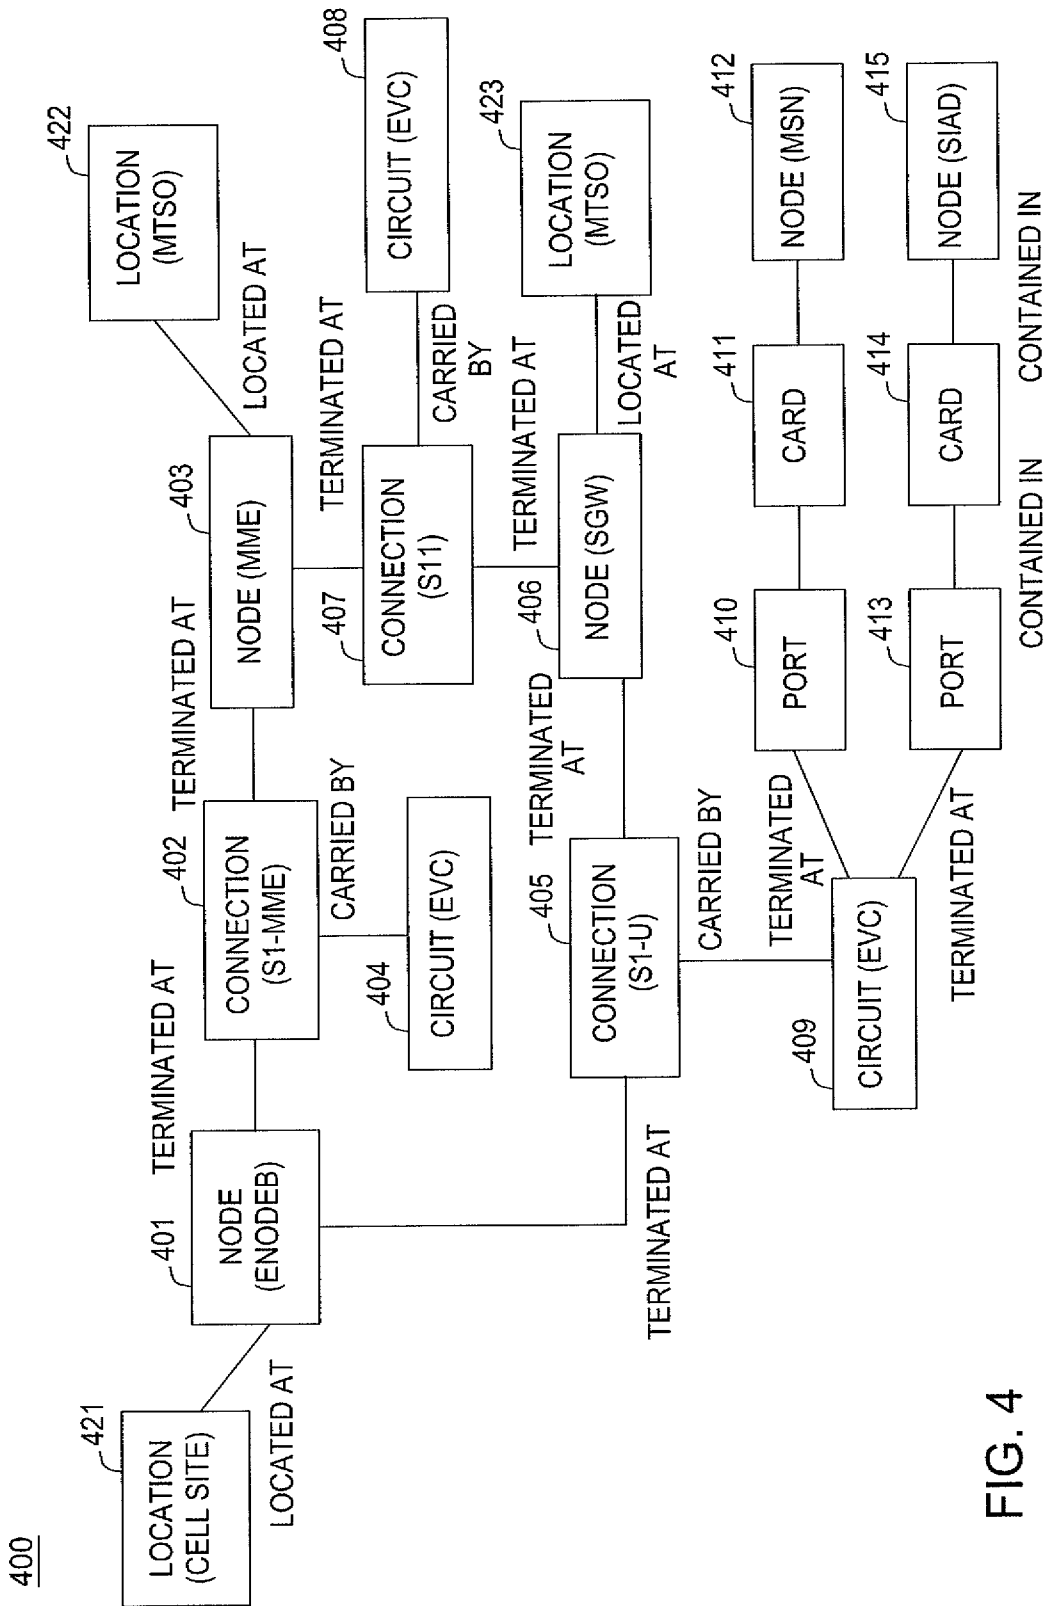 400
421
LOCATION
(CELL SITE)
LOCATED AT
401
NODE
(ENODEB)
TERMINATED AT
402
CONNECTION
(S1-MME)
TERMINATED AT
403
NODE (MME)
LOCATED AT
422
LOCATION
(MTSO)
CARRIED BY
404
CIRCUIT (EVC)
TERMINATED AT
407
CONNECTION
(S11)
CARRIED
BY
408
CIRCUIT (EVC)
TERMINATED AT
TERMINATED AT
405
CONNECTION
(S1-U)
TERMINATED
AT
406
NODE (SGW)
LOCATED
AT
423
LOCATION
(MTSO)
CARRIED BY
409
CIRCUIT (EVC)
TERMINATED
AT
410
PORT
411
CARD
412
NODE (MSN)
TERMINATED AT
413
PORT
414
CARD
415
NODE (SIAD)
CONTAINED IN
CONTAINED IN
FIG. 4